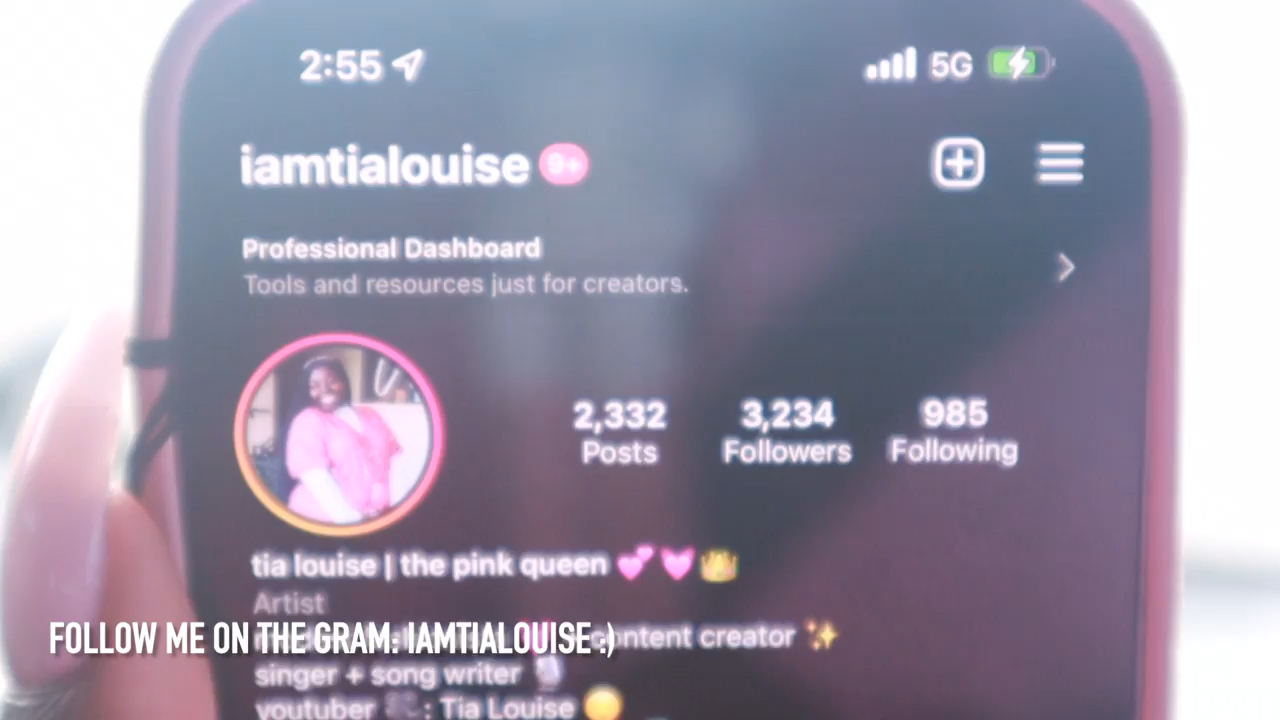 2:55
5G
iamtialouise 9+
Professional Dashboard
Tools and resources just for creators.
2,332 3,234 985
Posts Followers Following
tia louise | the pink queen
Artist
content creator
FOLLOW ME ON THE GRAM: IAMTIALOUISE :)
singer + song writer
youtuber : Tia Louise